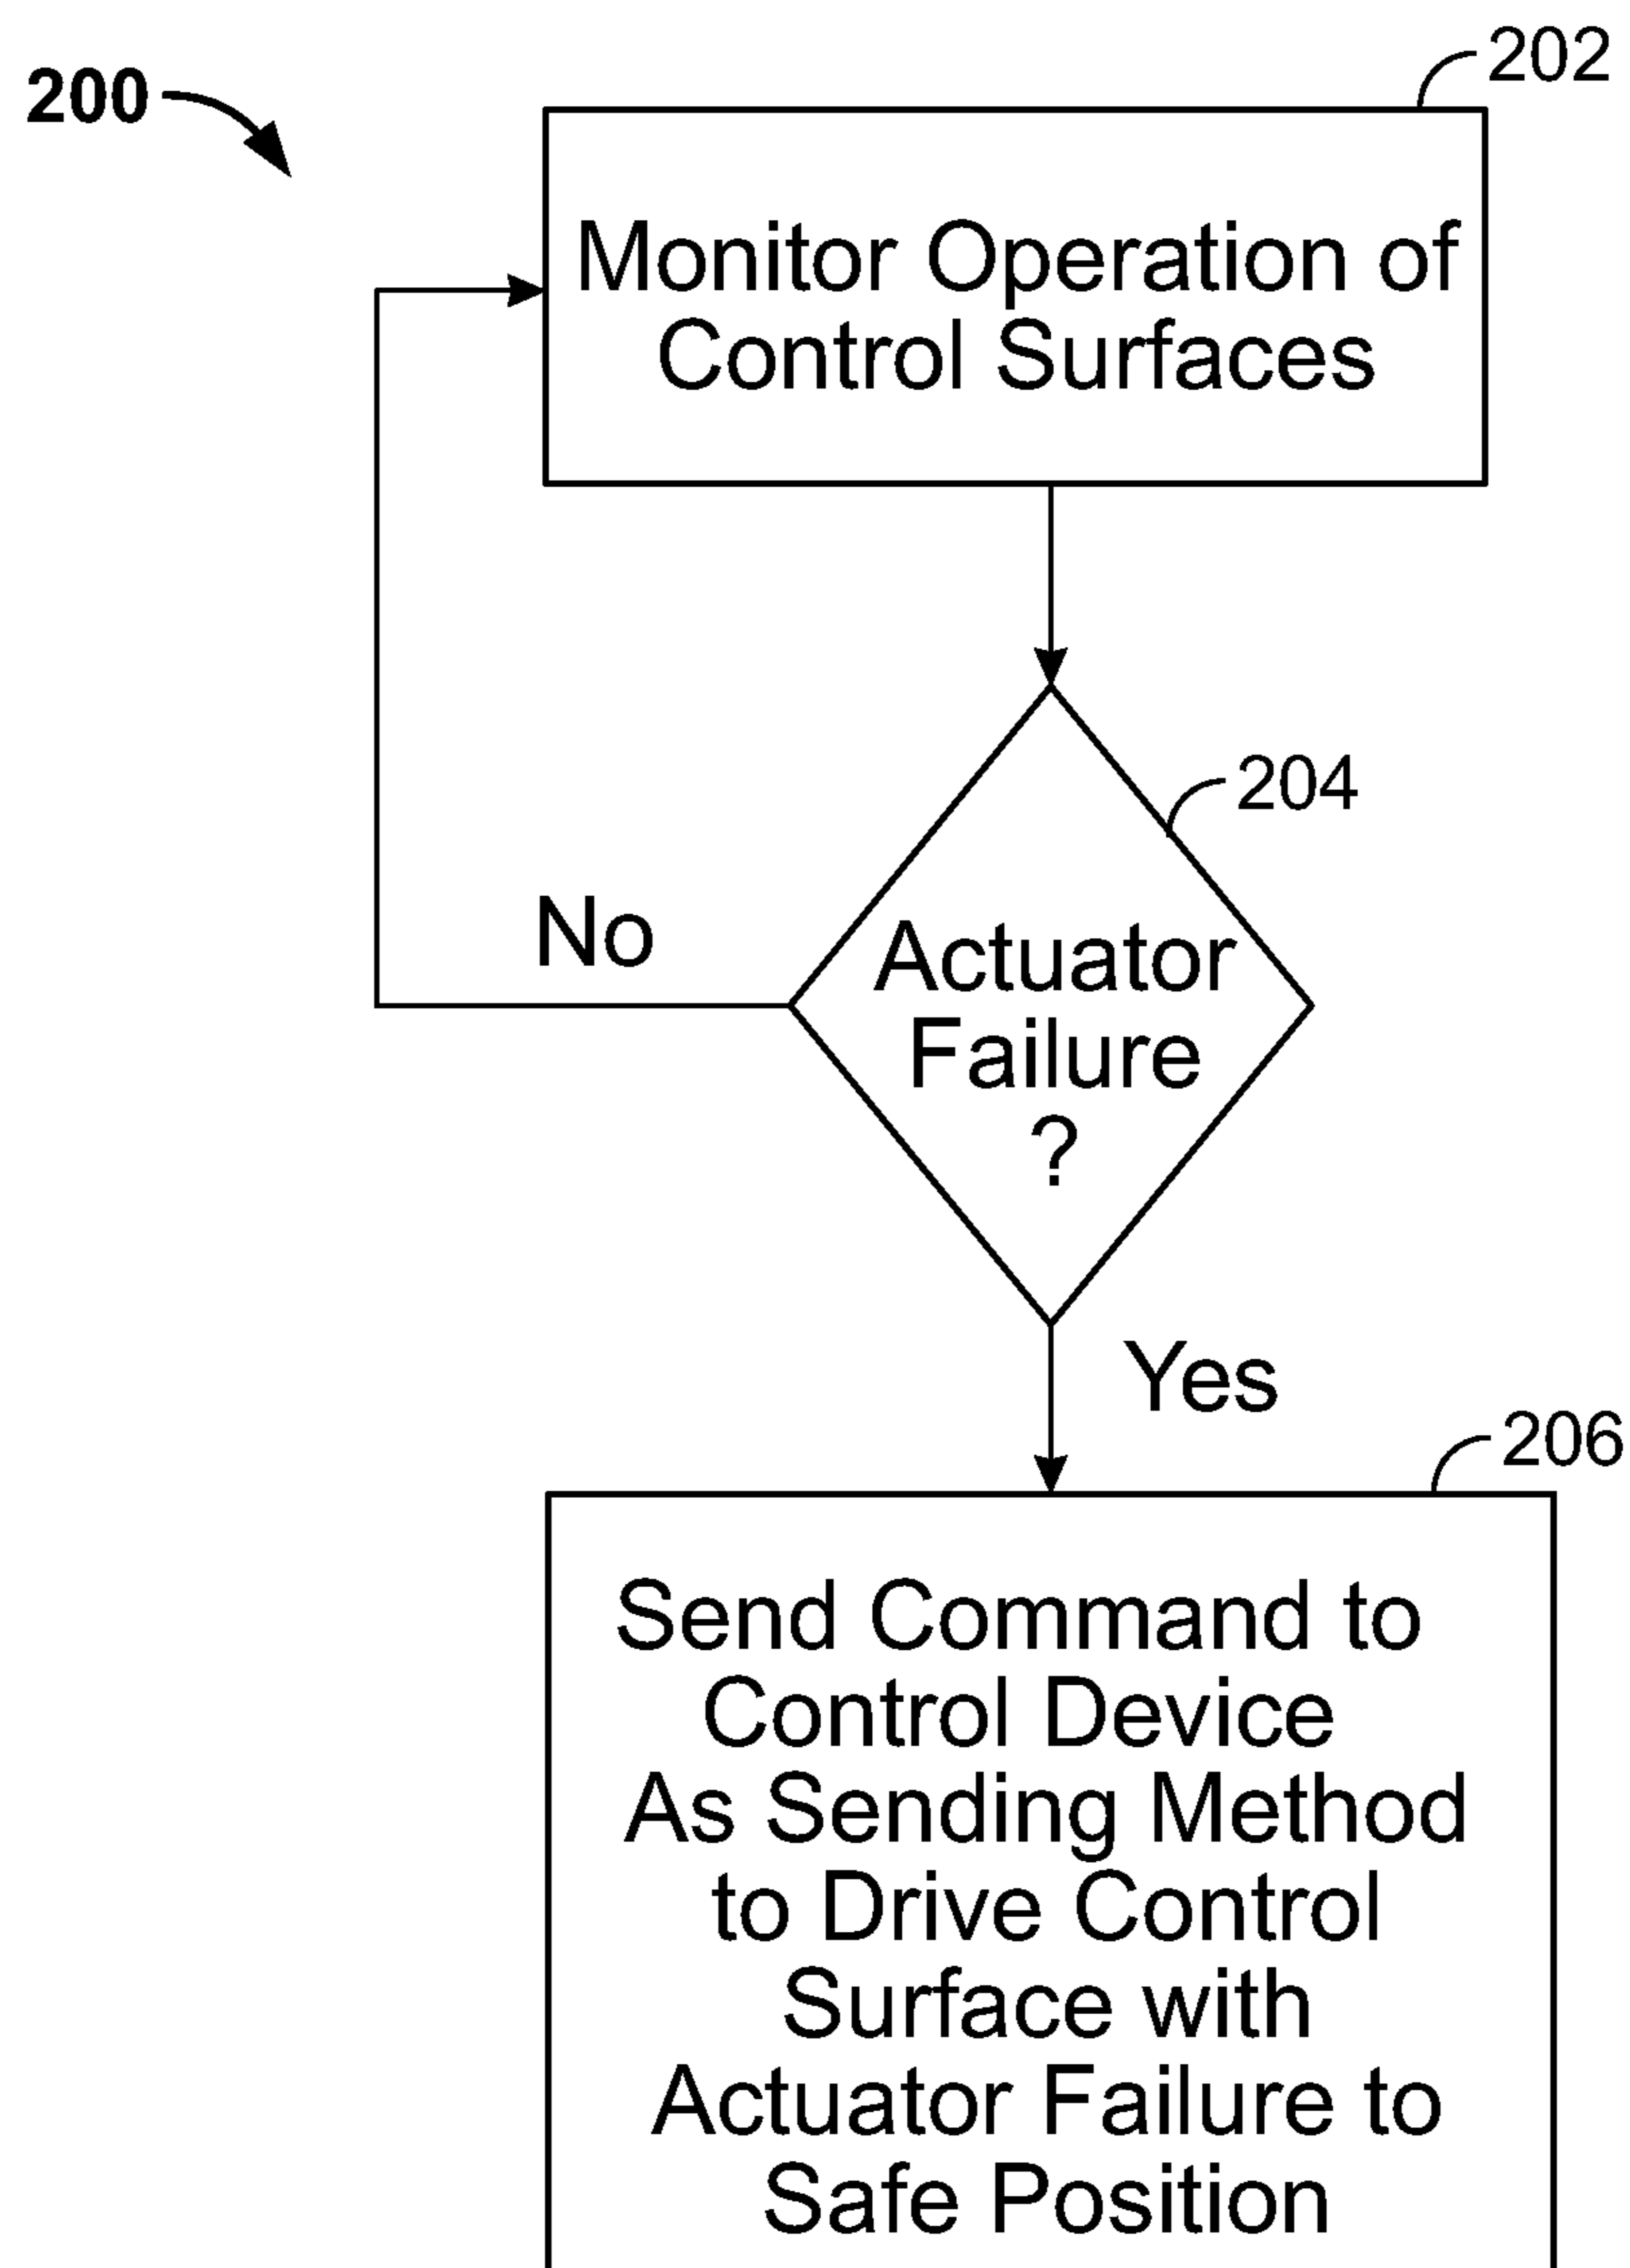 200
202
Monitor Operation of
Control Surfaces
204
No
Actuator
Failure
?
Yes
206
Send Command to
Control Device
As Sending Method
to Drive Control
Surface with
Actuator Failure to
Safe Position